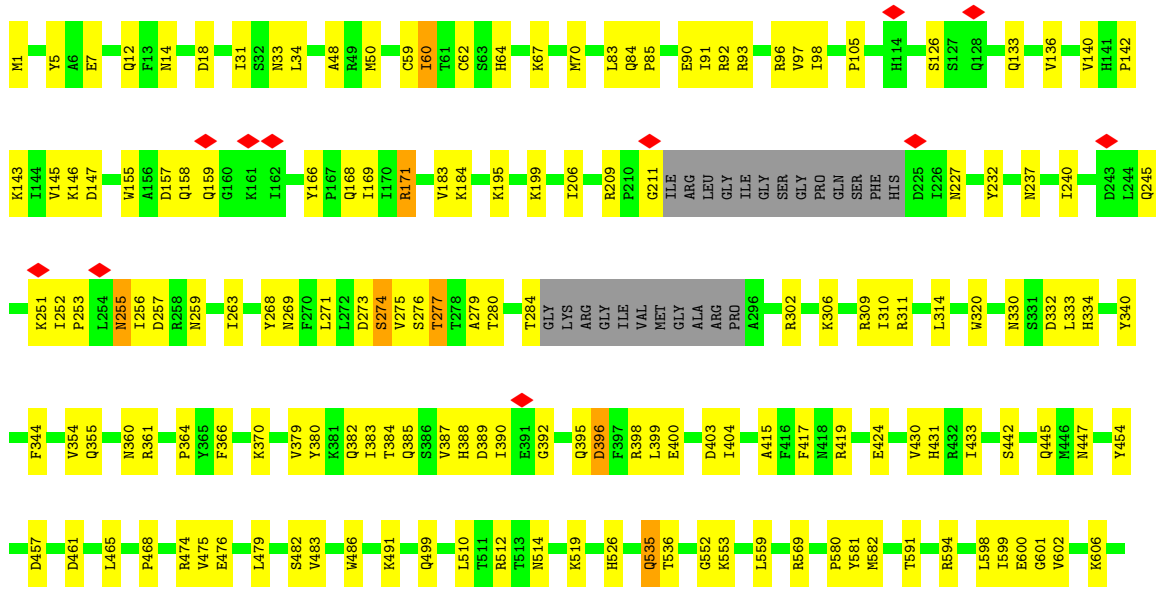 M1 Y5 A6 E7 Q12 F13 N14 D18 I31 S32 N33 L34 A48 R49 M50 C59 I60 T61 C62 S63 H64 K67 M70 L83 Q84 P85 E90 I91 R92 R93 R96 V97 I98 P105 H114 S126 S127 Q128 Q133 V136 V140 H141 P142
K143 I144 V145 K146 D147 W155 A156 D157 Q158 Q159 G160 K161 I162 Y166 P167 Q168 I169 I170 R171 V183 K184 K195 K199 I206 R209 P210 G211 ILE ARG LEU GLY ILE GLY SER GLY PRO GLN SER PHE HIS D225 I226 N227 Y232 N237 I240 D243 L244 Q245
K251 I252 P253 L254 N255 I256 D257 R258 N259 I263 Y268 N269 F270 L271 L272 D273 S274 V275 S276 T277 T278 A279 T280 T284 GLY LYS ARG GLY ILE VAL MET GLY ALA ARG PRO A296 R302 K306 R309 I310 R311 L314 W320 N330 S331 D332 L333 H334 Y340
F344 V354 Q355 N360 R361 P364 Y365 F366 K370 V379 Y380 K381 Q382 I383 T384 Q385 S386 V387 H388 D389 I390 E391 G392 Q395 D396 F397 R398 L399 E400 D403 I404 A415 F416 F417 N418 R419 E424 V430 H431 R432 I433 S442 Q445 M446 N447 Y454
D457 D461 L465 P468 R474 V475 E476 L479 S482 V483 W486 K491 Q499 L510 T511 R512 T513 N514 K519 H526 Q535 T536 G552 K553 L559 R569 P580 Y581 M582 T591 R594 L598 I599 E600 G601 V602 K606